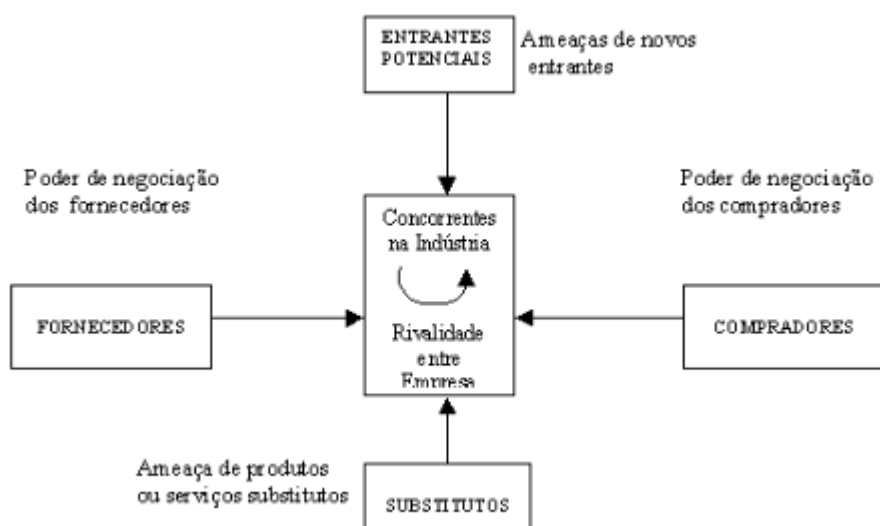 ENTRANTES
POTENCIAIS
Ameaças de novos
entrantes
Poder de negociação
dos fornecedores
Poder de negociação
dos compradores
Concorrentes
na Indústria
FORNECEDORES
Rivalidade
entre
Empresa
COMPRADORES
Ameaça de produtos
ou serviços substitutos
SUBSTITUTOS